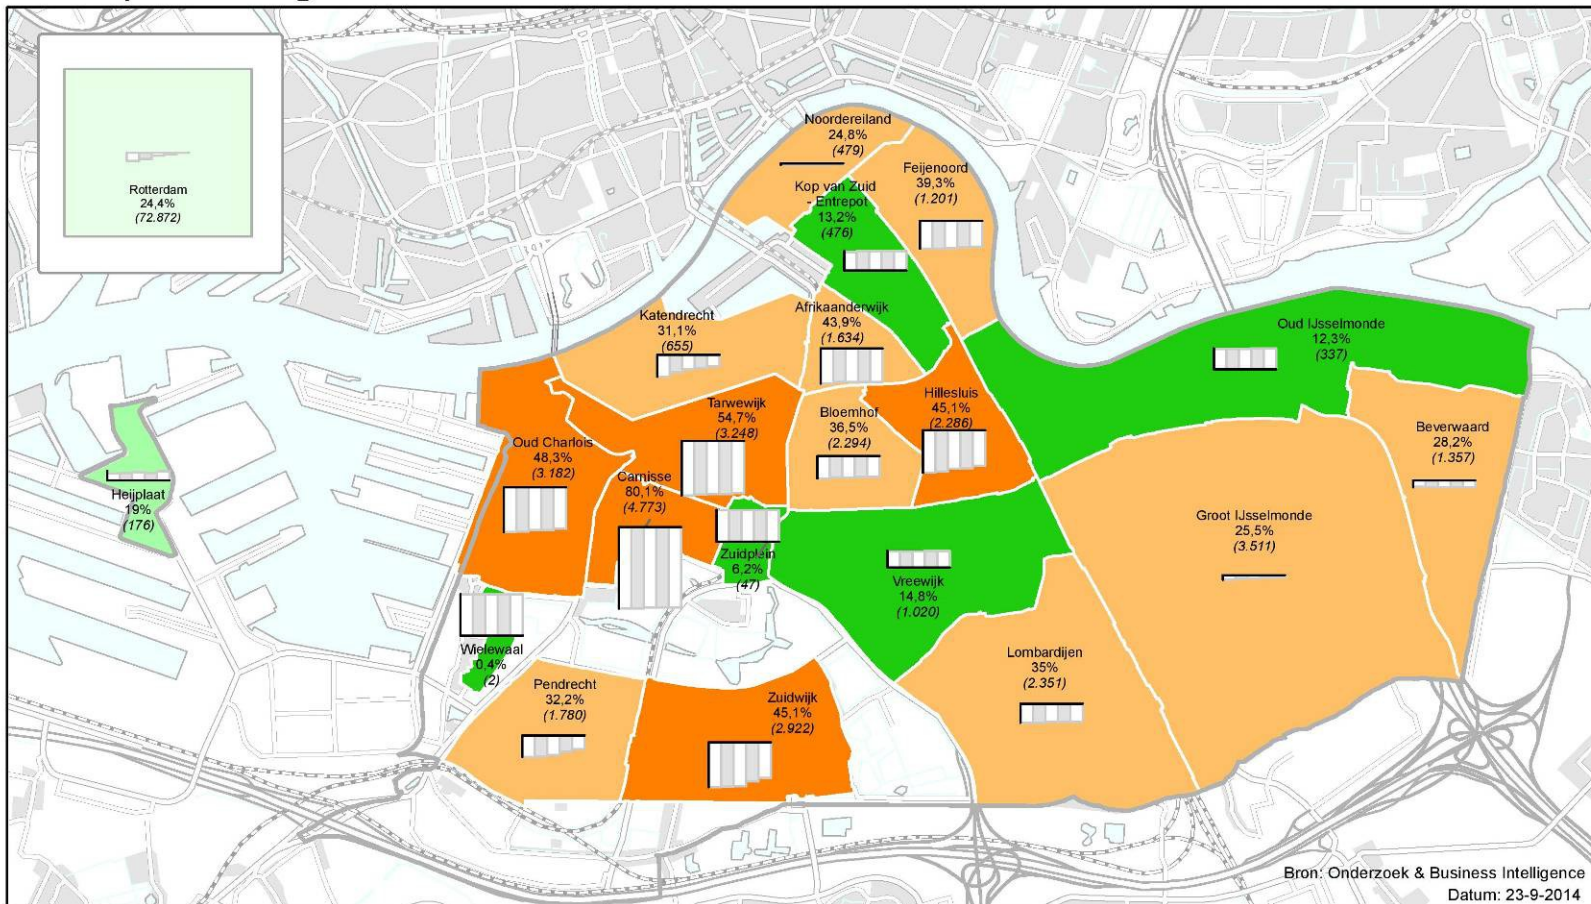 Rotterdam
24,4%
(72.872)
Noordereiland
24,8%
(479)
Feijenoord
39,3%
(1.201)
Kop van Zuid
- Entrepot
13,2%
(476)
Katendrecht
31,1%
(655)
Afrikaanderwijk
43,9%
(1.634)
Oud IJsselmonde
12,3%
(337)
Tarwewijk
54,7%
(3.248)
Bloemhof
36,5%
(2.294)
Hillesluis
45,1%
(2.286)
Beverwaard
28,2%
(1.357)
Oud Charlois
48,3%
(3.182)
Carnisse
80,1%
(4.773)
Heijplaat
19%
(176)
Groot IJsselmonde
25,5%
(3.511)
Zuidplein
6,2%
(47)
Vreewijk
14,8%
(1.020)
Wielewaal
0,4%
(2)
Lombardijen
35%
(2.351)
Pendrecht
32,2%
(1.780)
Zuidwijk
45,1%
(2.922)
Bron: Onderzoek & Business Intelligence
Datum: 23-9-2014